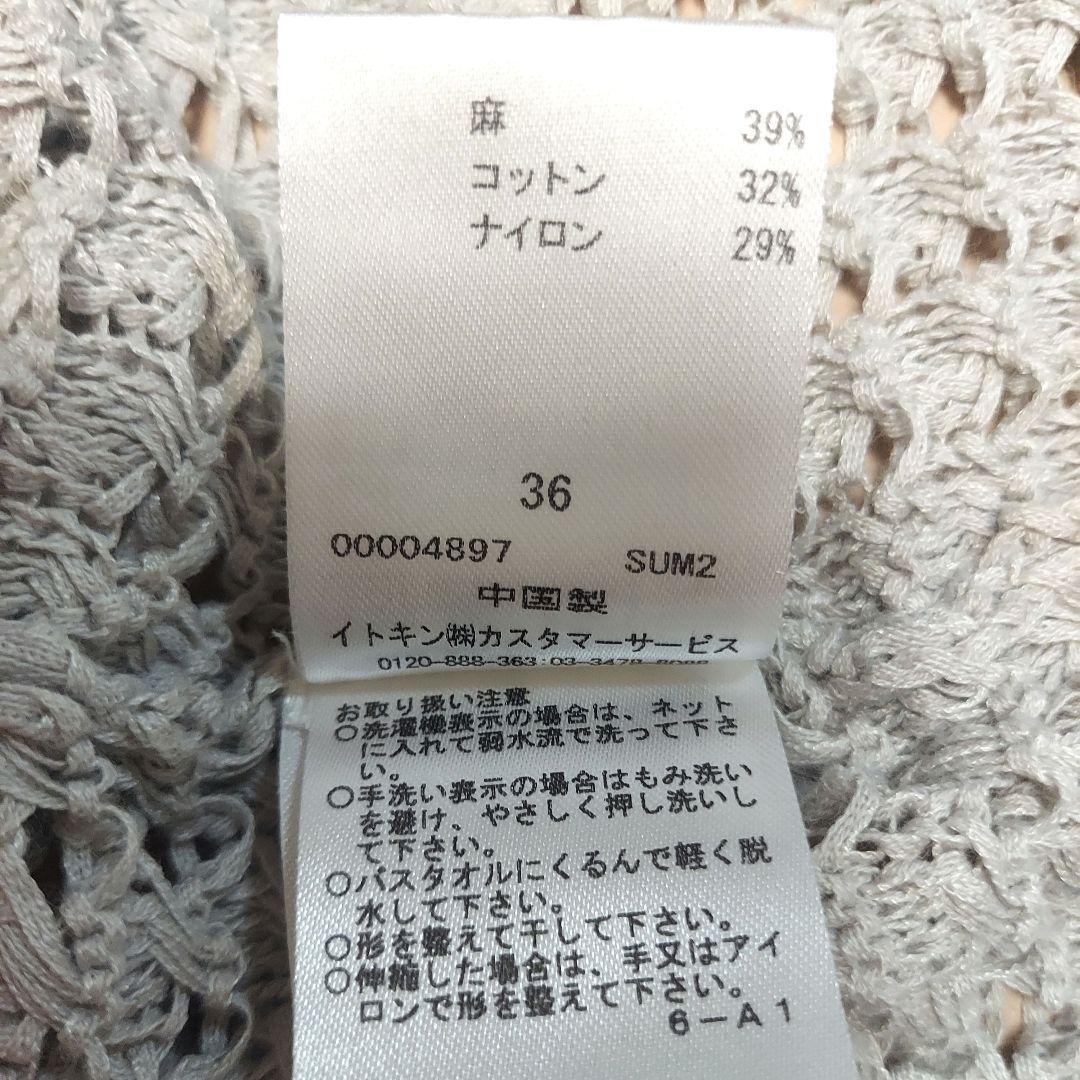 麻 39%
コットン 32%
ナイロン 29%
36
00004897 SUM2
中国製
イトキン㈱カスタマーサービス
0120-888-363:03-3478-8088
お取り扱い注意
○洗濯機表示の場合は、ネット
に入れて弱水流で洗って下さ
い。
○手洗い表示の場合はもみ洗い
を避け、やさしく押し洗いし
て下さい。
○バスタオルにくるんで軽く脱
水して下さい。
○形を整えて干して下さい。
○伸縮した場合は、手又はアイ
ロンで形を整えて下さい。
6-A1